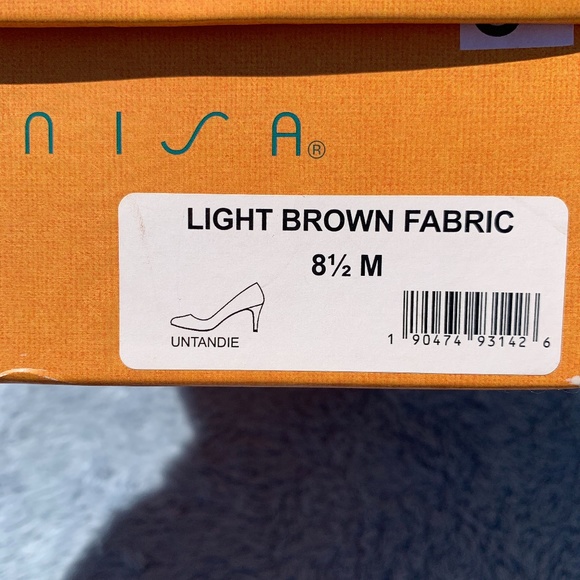 NISA®
LIGHT BROWN FABRIC
8½ M
UNTANDIE
1 90474 93142 6